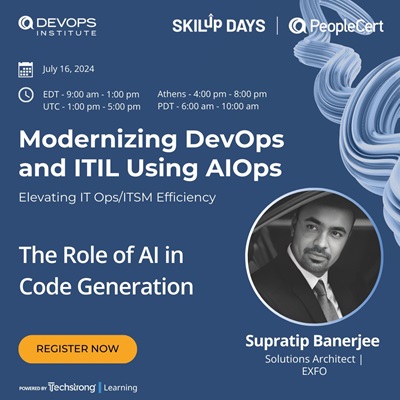 DEVOPS
INSTITUTE
SKILUP DAYS
PeopleCert
July 16, 2024
EDT - 9:00 am - 1:00 pm
Athens - 4:00 pm - 8:00 pm
UTC - 1:00 pm - 5:00 pm
PDT - 6:00 am - 10:00 am
Modernizing DevOps
and ITIL Using AIOps
Elevating IT Ops/ITSM Efficiency
The Role of AI in
Code Generation
REGISTER NOW
Supratip Banerjee
Solutions Architect |
EXFO
POWERED BY Techstrong | Learning